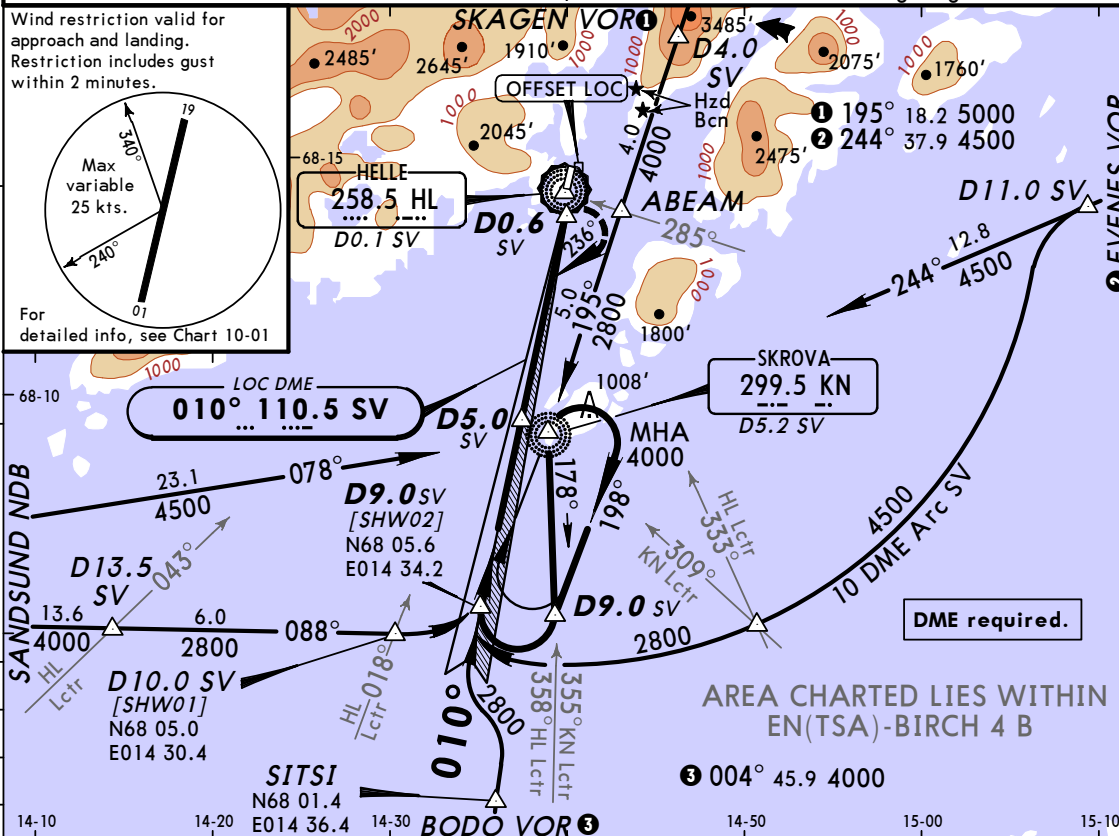 Wind restriction valid for
approach and landing.
Restriction includes gust
within 2 minutes.
19
340°
Max
variable
25 kts.
240°
01
For
detailed info, see Chart 10-01
2000
2485'
2645'
1910'
1000
SKAGEN VOR ❶
3485'
1000
D4.0
SV
1000
2075'
1000
1760'
OFFSET LOC
Hzd
Bcn
❶ 195° 18.2 5000
❷ 244° 37.9 4500
1000
2045'
4.0
4000
1000
2475'
68-15
HELLE
258.5 HL
D0.1 SV
D0.6
SV
236°
ABEAM
285°
D11.0 SV
❷ EVENES VOR
12.8
244°
4500
5.0
195°
2800
1000
1800'
1000
68-10
LOC DME
010° 110.5 SV
D5.0
SV
1008'
SKROVA
299.5 KN
D5.2 SV
MHA
4000
178°
198°
SANDSUND NDB
23.1
078°
4500
D9.0 SV
[SHW02]
N68 05.6
E014 34.2
HL Lctr
333°
309°
KN Lctr
4500
10 DME Arc SV
D13.5
SV
043°
HL
Lctr
13.6
4000
6.0
2800
088°
D9.0 SV
2800
DME required.
D10.0 SV
[SHW01]
N68 05.0
E014 30.4
HL
Lctr
018°
010°
2800
358° HL Lctr
355° KN Lctr
AREA CHARTED LIES WITHIN
EN(TSA)-BIRCH 4 B
SITSI
N68 01.4
E014 36.4
❸ 004° 45.9 4000
BODO VOR ❸
14-10
14-20
14-30
14-50
15-00
15-10